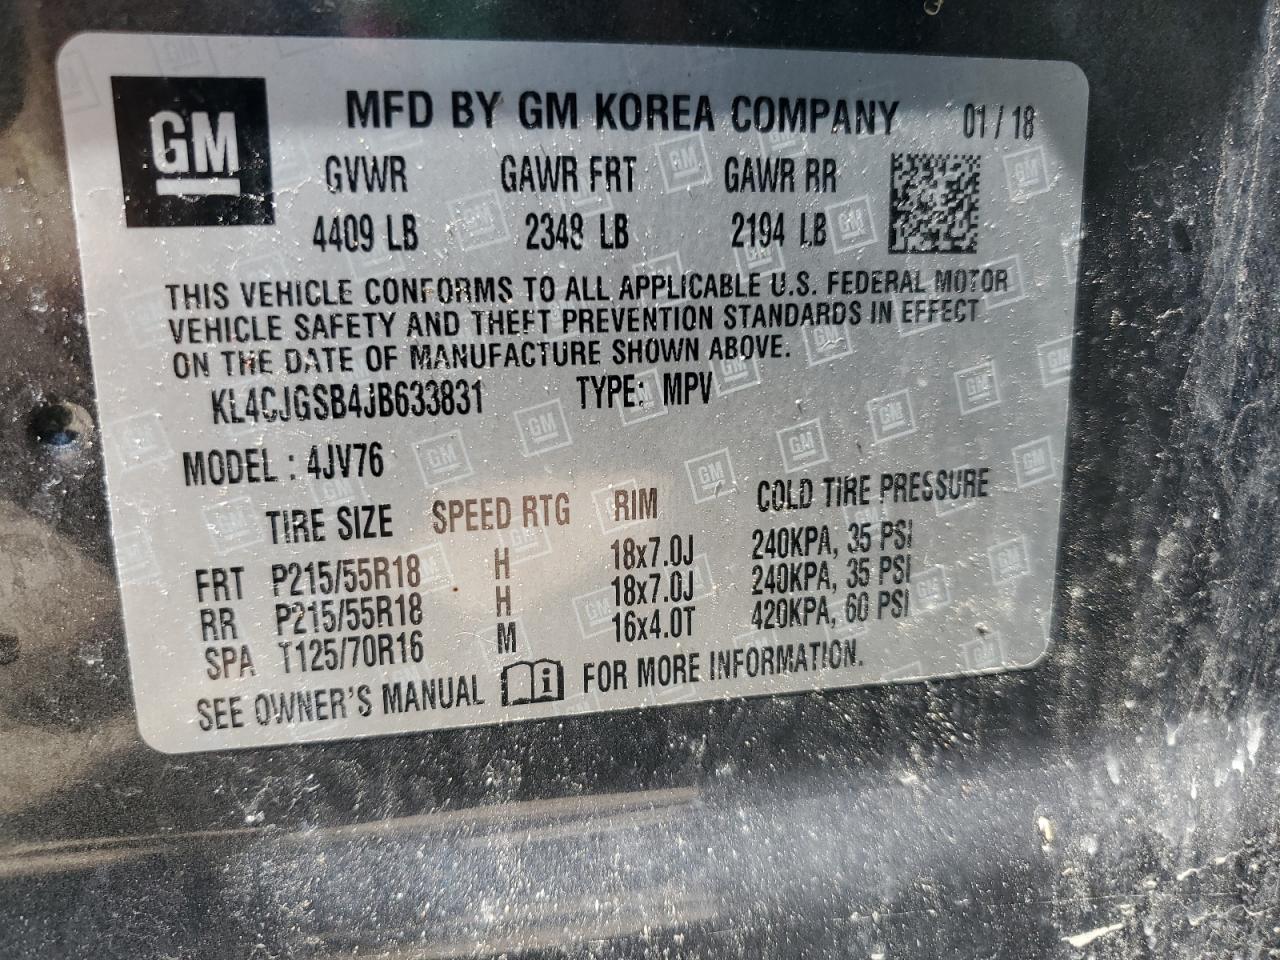 GM
MFD BY GM KOREA COMPANY 01/18
GVWR GAWR FRT GAWR RR
4409 LB 2348 LB 2194 LB
THIS VEHICLE CONFORMS TO ALL APPLICABLE U.S. FEDERAL MOTOR
VEHICLE SAFETY AND THEFT PREVENTION STANDARDS IN EFFECT
ON THE DATE OF MANUFACTURE SHOWN ABOVE.
KL4CJGSB4JB633831 TYPE: MPV
MODEL : 4JV76
TIRE SIZE SPEED RTG RIM COLD TIRE PRESSURE
FRT P215/55R18 H 18x7.0J 240KPA, 35 PSI
RR P215/55R18 H 18x7.0J 240KPA, 35 PSI
SPA T125/70R16 M 16x4.0T 420KPA, 60 PSI
SEE OWNER'S MANUAL i FOR MORE INFORMATION.